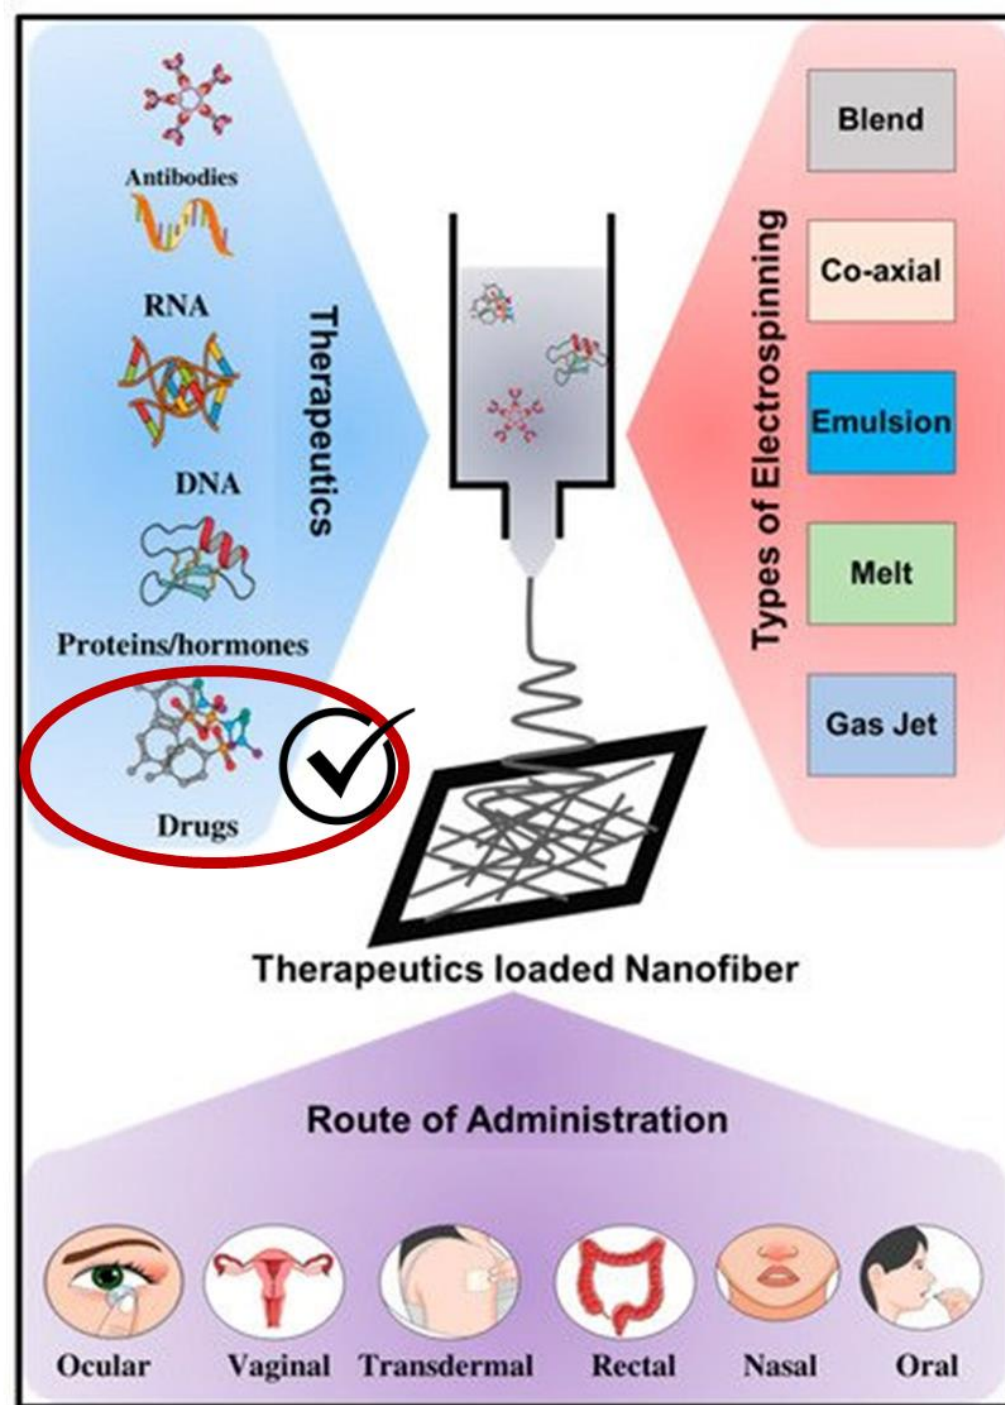 Antibodies
RNA
DNA
Proteins/hormones
Drugs
Therapeutics
Types of Electrospinning
Blend
Co-axial
Emulsion
Melt
Gas Jet
Therapeutics loaded Nanofiber
Route of Administration
Ocular
Vaginal
Transdermal
Rectal
Nasal
Oral